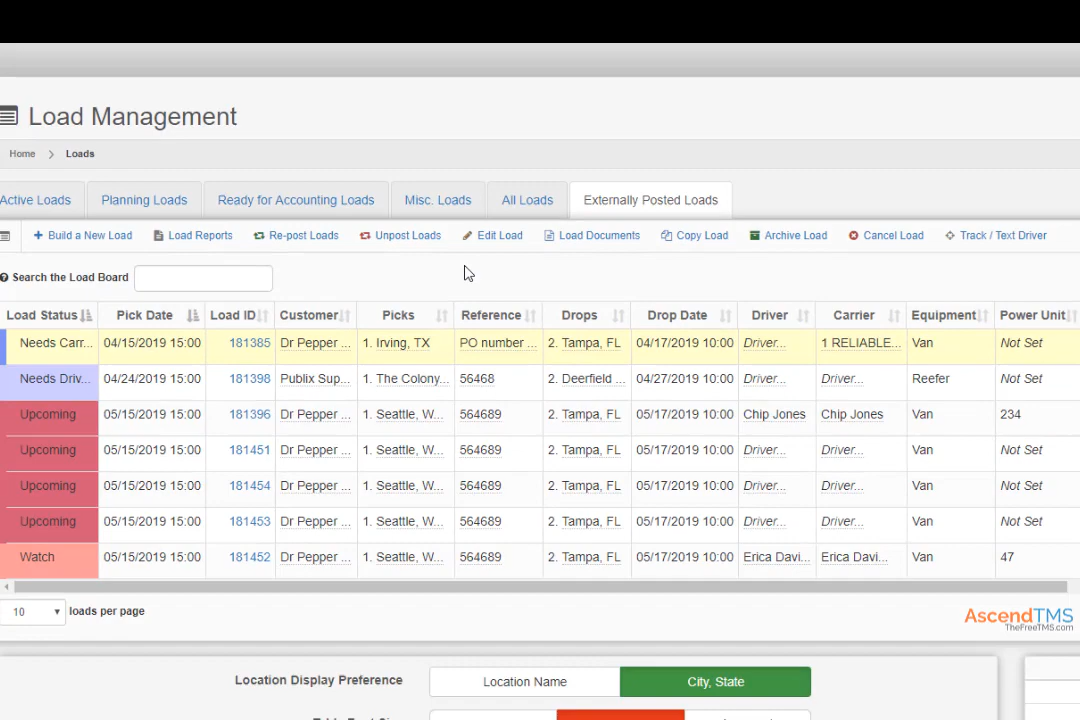 Load Management
Home > Loads
Active Loads Planning Loads Ready for Accounting Loads Misc. Loads All Loads Externally Posted Loads
Build a New Load Load Reports Re-post Loads Unpost Loads Edit Load Load Documents Copy Load Archive Load Cancel Load Track / Text Driver
Search the Load Board
Load Status Pick Date Load ID Customer Picks Reference Drops Drop Date Driver Carrier Equipment Power Unit
Needs Carr... 04/15/2019 15:00 181385 Dr Pepper ... 1. Irving, TX PO number ... 2. Tampa, FL 04/17/2019 10:00 Driver... 1 RELIABLE... Van Not Set
Needs Driv... 04/24/2019 15:00 181398 Publix Sup... 1. The Colony... 56468 2. Deerfield ... 04/27/2019 10:00 Driver... Driver... Reefer Not Set
Upcoming 05/15/2019 15:00 181396 Dr Pepper ... 1. Seattle, W... 564689 2. Tampa, FL 05/17/2019 10:00 Chip Jones Chip Jones Van 234
Upcoming 05/15/2019 15:00 181451 Dr Pepper ... 1. Seattle, W... 564689 2. Tampa, FL 05/17/2019 10:00 Driver... Driver... Van Not Set
Upcoming 05/15/2019 15:00 181454 Dr Pepper ... 1. Seattle, W... 564689 2. Tampa, FL 05/17/2019 10:00 Driver... Driver... Van Not Set
Upcoming 05/15/2019 15:00 181453 Dr Pepper ... 1. Seattle, W... 564689 2. Tampa, FL 05/17/2019 10:00 Driver... Driver... Van Not Set
Watch 05/15/2019 15:00 181452 Dr Pepper ... 1. Seattle, W... 564689 2. Tampa, FL 05/17/2019 10:00 Erica Davi... Erica Davi... Van 47
10 loads per page
AscendTMS
TheFreeTMS.com
Location Display Preference Location Name City, State